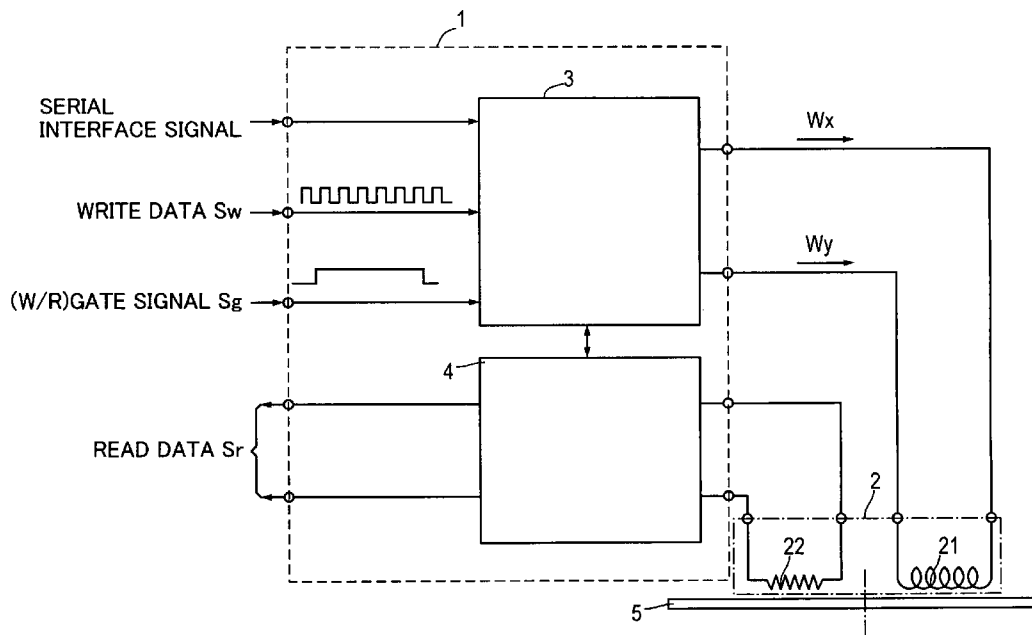 1
3
SERIAL
INTERFACE SIGNAL
Wx
WRITE DATA Sw
Wy
(W/R)GATE SIGNAL Sg
4
READ DATA Sr
2
22
21
5